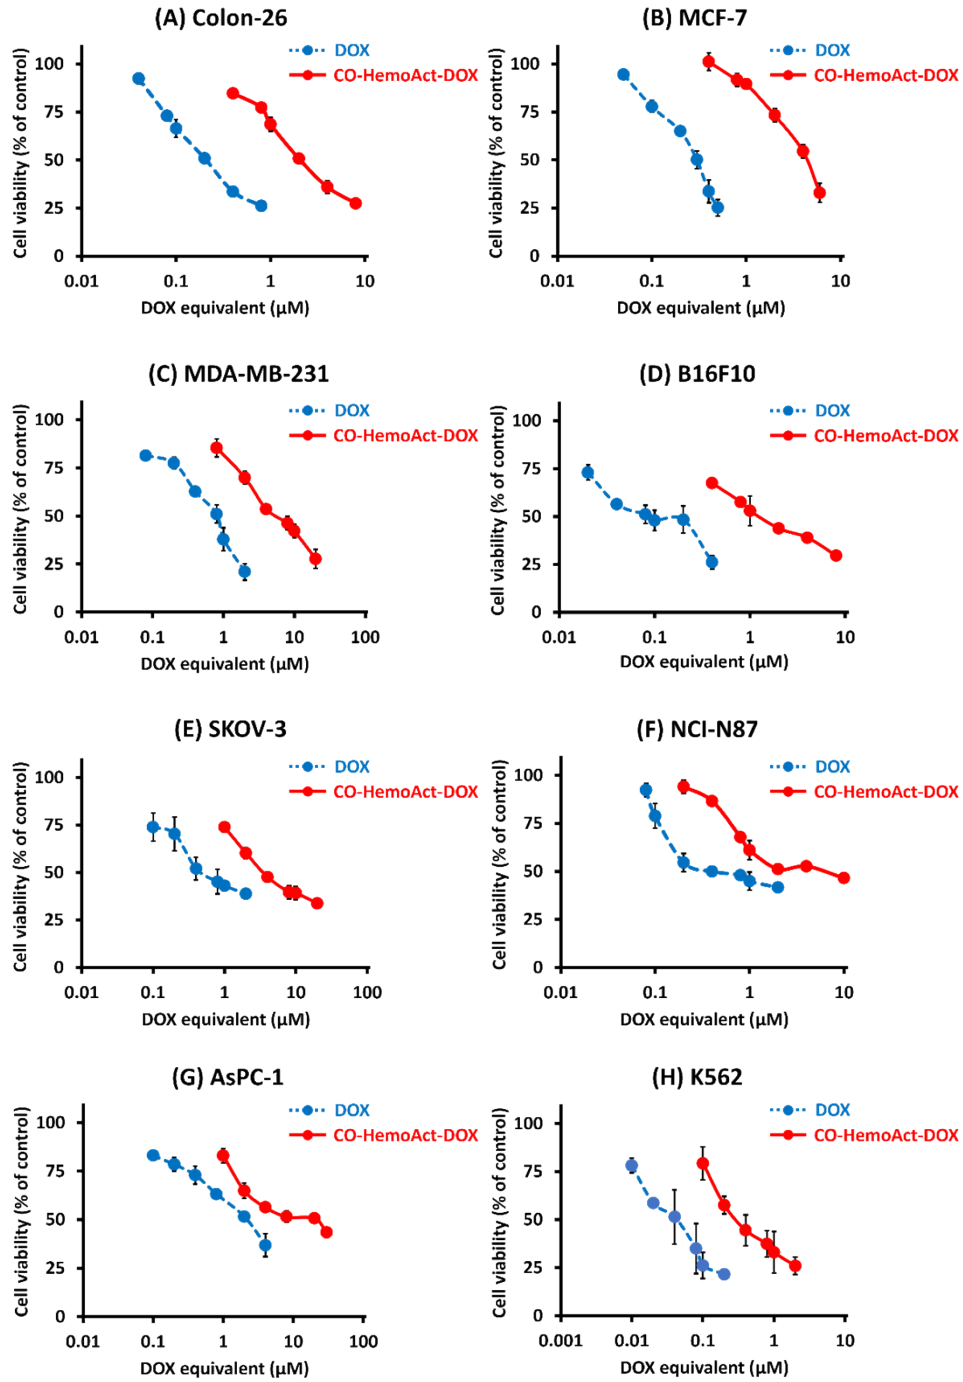 (A) Colon-26
DOX
CO-HemoAct-DOX
Cell viability (% of control)
100
75
50
25
0
0.01 0.1 1 10
DOX equivalent (μM)
(B) MCF-7
DOX
CO-HemoAct-DOX
Cell viability (% of control)
100
75
50
25
0
0.01 0.1 1 10
DOX equivalent (μM)
(C) MDA-MB-231
DOX
CO-HemoAct-DOX
Cell viability (% of control)
100
75
50
25
0
0.01 0.1 1 10 100
DOX equivalent (μM)
(D) B16F10
DOX
CO-HemoAct-DOX
Cell viability (% of control)
100
75
50
25
0
0.01 0.1 1 10
DOX equivalent (μM)
(E) SKOV-3
DOX
CO-HemoAct-DOX
Cell viability (% of control)
100
75
50
25
0
0.01 0.1 1 10 100
DOX equivalent (μM)
(F) NCI-N87
DOX
CO-HemoAct-DOX
Cell viability (% of control)
100
75
50
25
0
0.01 0.1 1 10
DOX equivalent (μM)
(G) AsPC-1
DOX
CO-HemoAct-DOX
Cell viability (% of control)
100
75
50
25
0
0.01 0.1 1 10 100
DOX equivalent (μM)
(H) K562
DOX
CO-HemoAct-DOX
Cell viability (% of control)
100
75
50
25
0
0.001 0.01 0.1 1 10
DOX equivalent (μM)